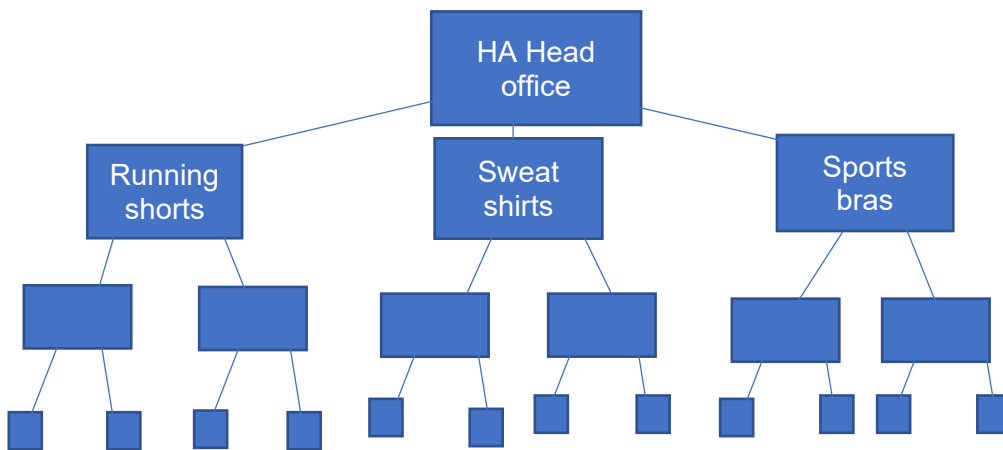 HA Head
office
Running
shorts
Sweat
shirts
Sports
bras